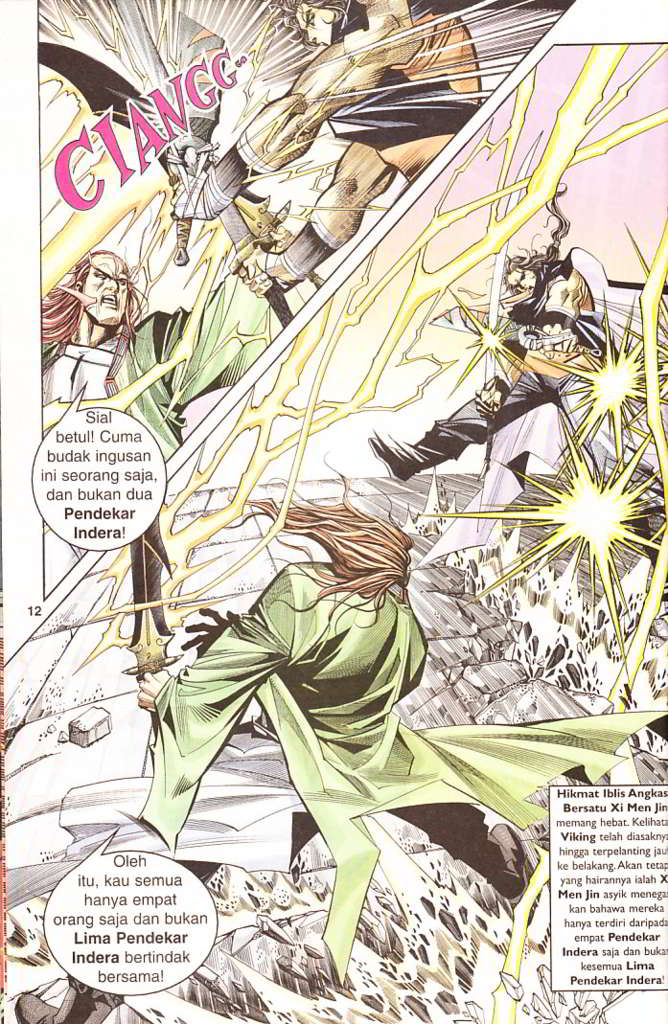 CIANGG..
Sial
betul! Cuma
budak ingusan
ini seorang saja,
dan bukan dua
Pendekar
Indera!
12
Oleh
itu, kau semua
hanya empat
orang saja dan bukan
Lima Pendekar
Indera bertindak
bersama!
Hikmat Iblis Angkas
Bersatu Xi Men Jin
memang hebat. Kelihata
Viking telah diasak
hingga terpelanting jau
ke belakang. Akan teta
yang hairannya ialah X
Men Jin asyik menega
kan bahawa mereka
hanya terdiri daripada
empat Pendekar
Indera saja dan buka
kesemua Lima
Pendekar Indera!